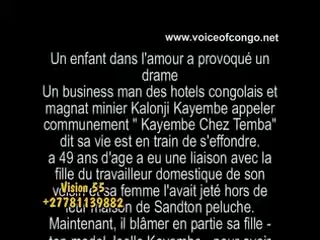 www.voiceofcongo.net
Un enfant dans l'amour a provoqué un
drame
Un business man des hotels congolais et
magnat minier Kalonji Kayembe appeler
communement " Kayembe Chez Temba"
dit sa vie est en train de s'effondre.
a 49 ans d'age a eu une liaison avec la
fille du travailleur domestique de son
Vision 55
voisin et sa femme l'avait jeté hors de
+27781139882
maison de Sandton peluche.
Maintenant, il blâmer en partie sa fille -